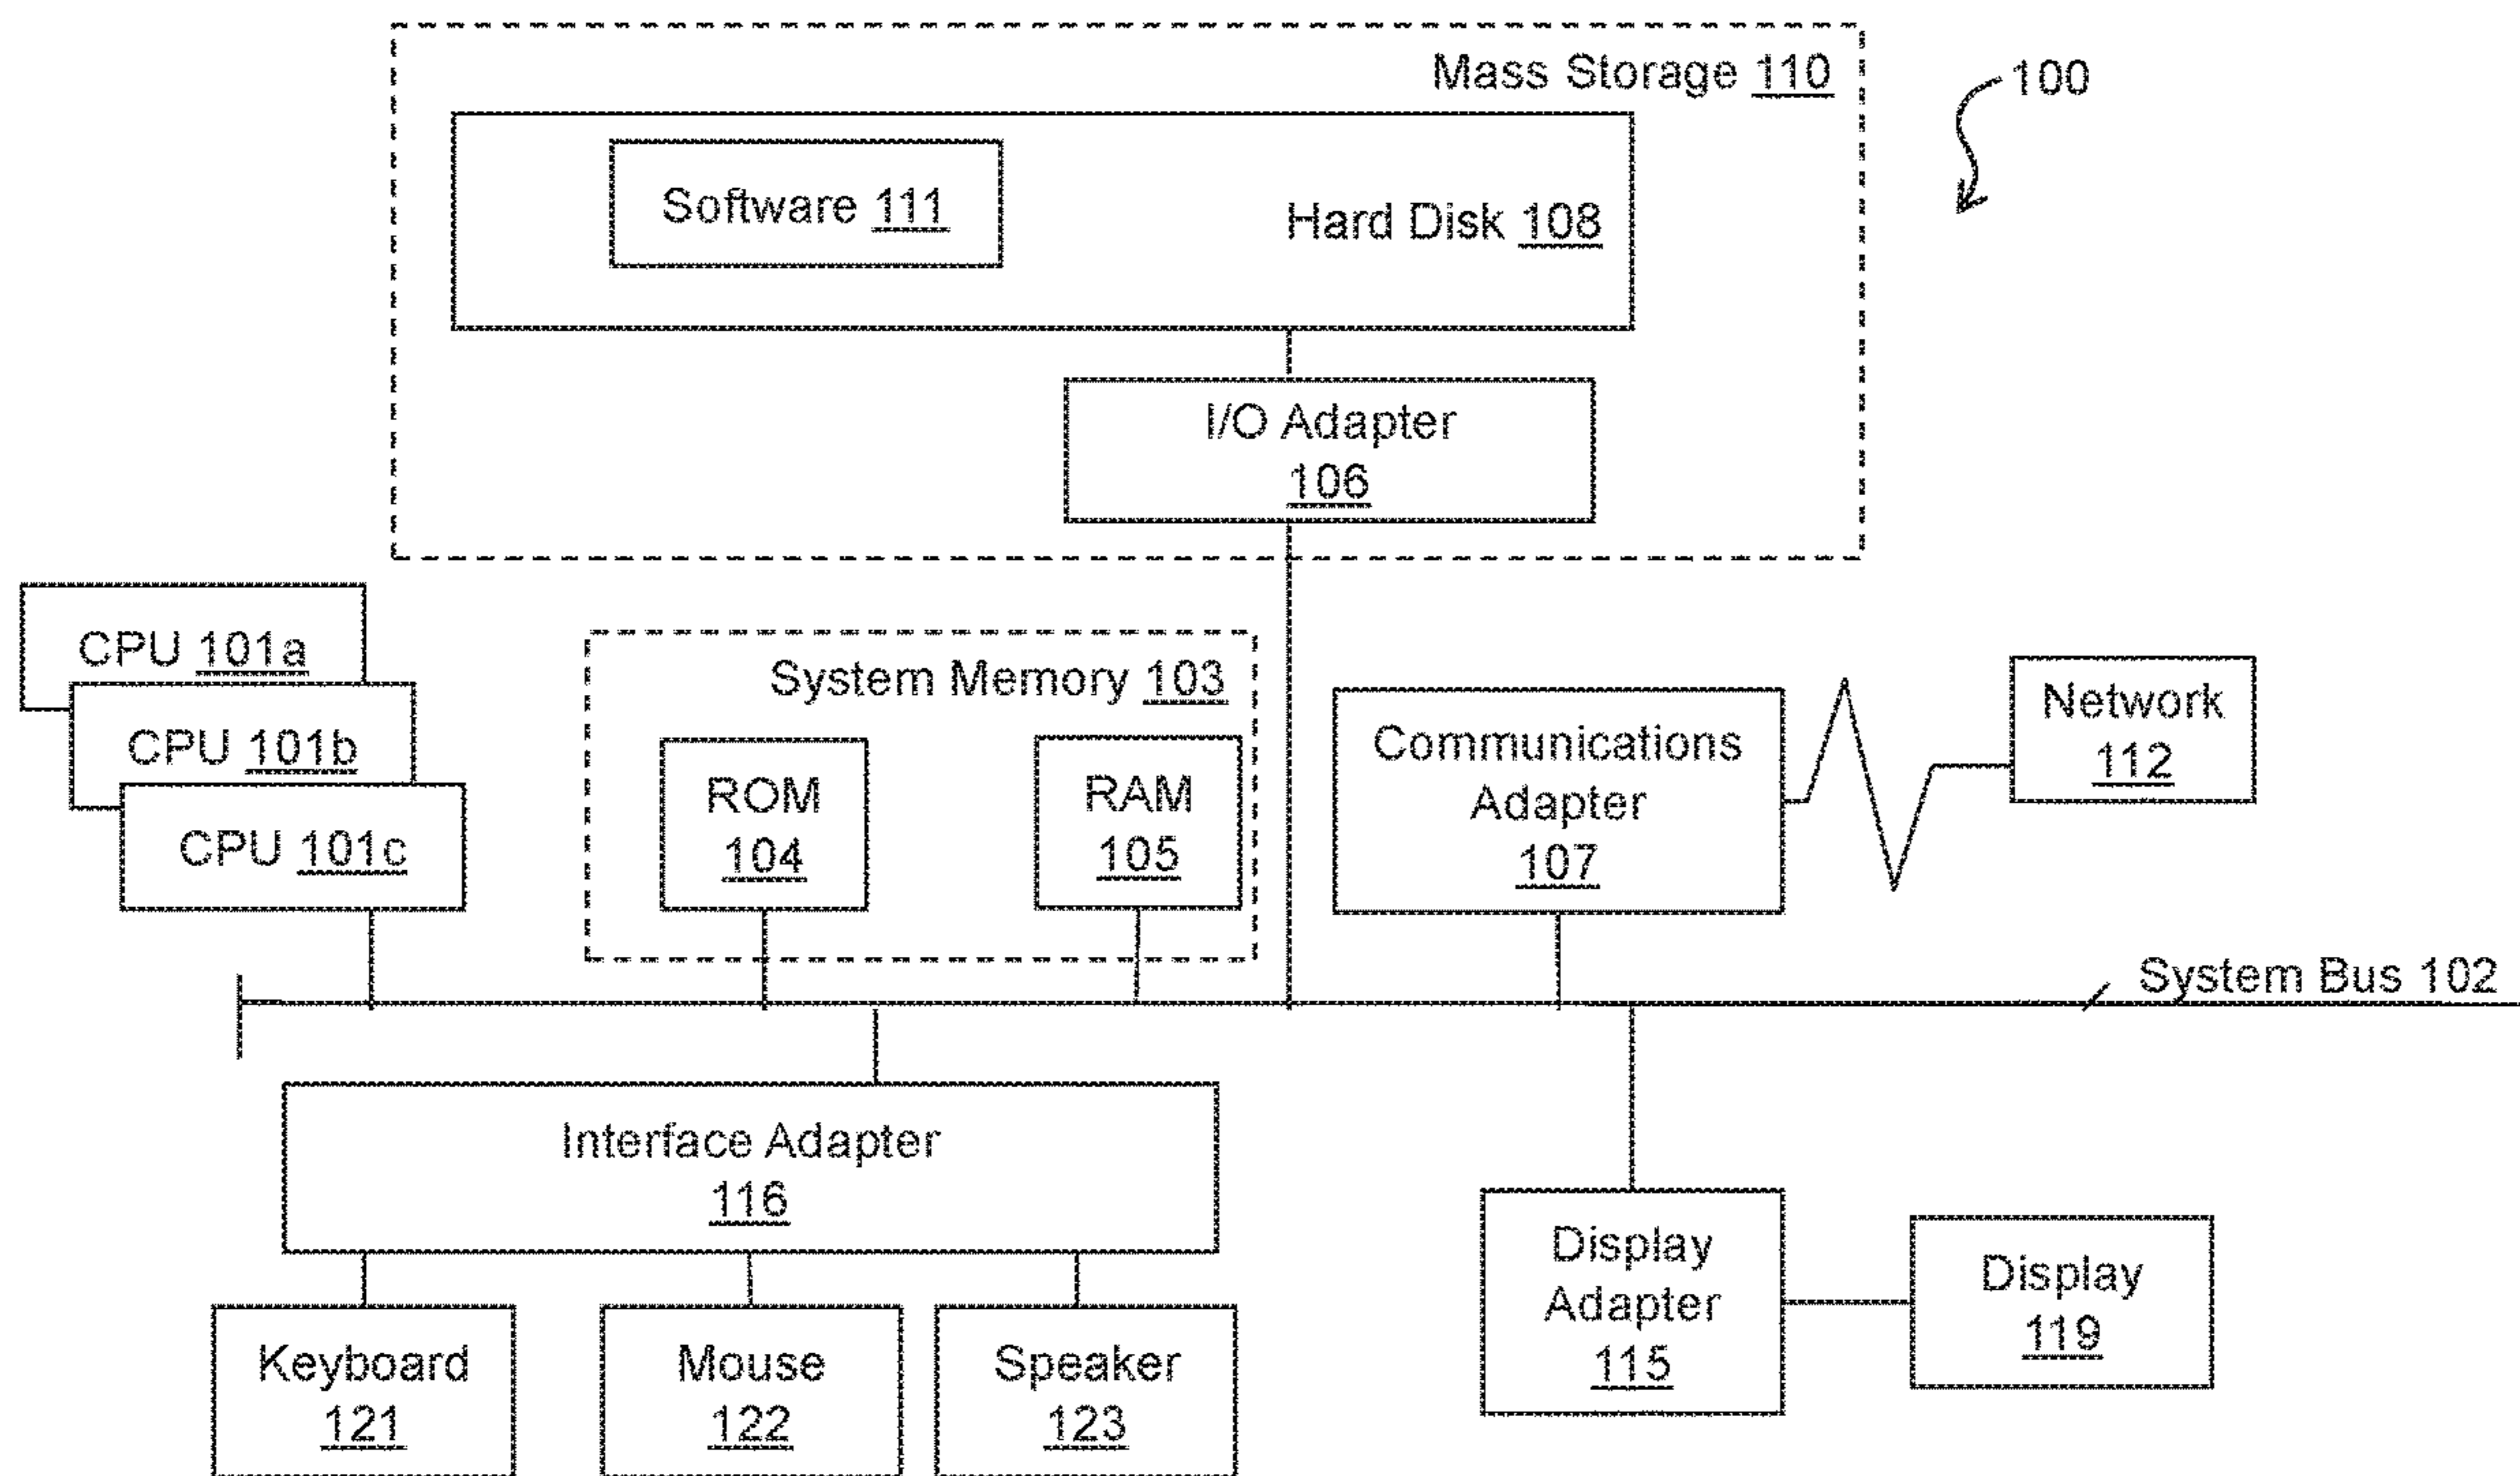 Mass Storage 110
100
Software 111
Hard Disk 108
I/O Adapter
106
CPU 101a
CPU 101b
CPU 101c
System Memory 103
ROM
104
RAM
105
Communications
Adapter
107
Network
112
System Bus 102
Interface Adapter
116
Keyboard
121
Mouse
122
Speaker
123
Display
Adapter
115
Display
119